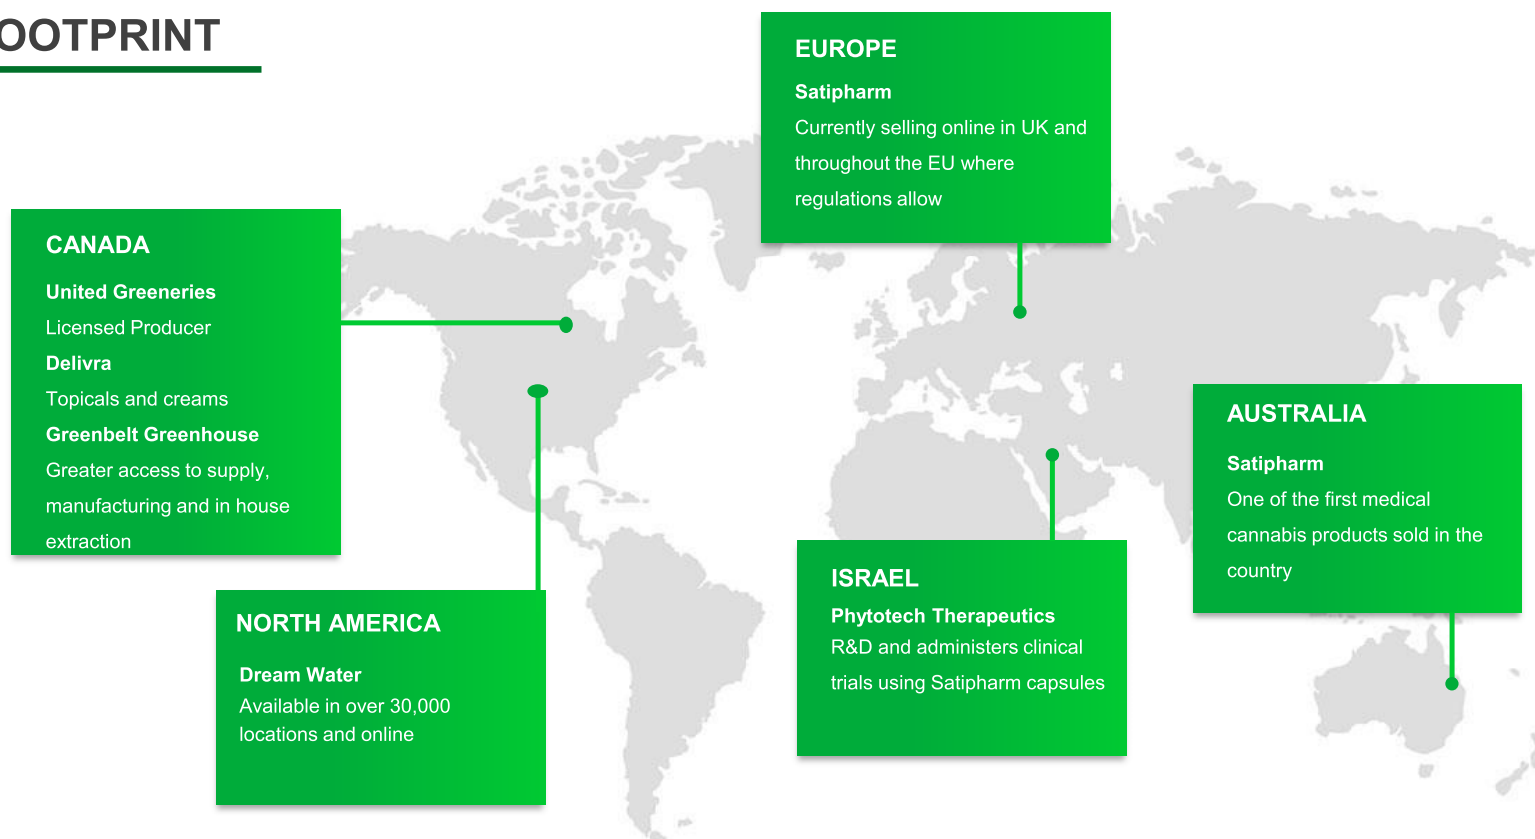 OOTPRINT
CANADA
United Greeneries
Licensed Producer
Delivra
Topicals and creams
Greenbelt Greenhouse
Greater access to supply,
manufacturing and in house
extraction
NORTH AMERICA
Dream Water
Available in over 30,000
locations and online
EUROPE
Satipharm
Currently selling online in UK and
throughout the EU where
regulations allow
ISRAEL
Phytotech Therapeutics
R&D and administers clinical
trials using Satipharm capsules
AUSTRALIA
Satipharm
One of the first medical
cannabis products sold in the
country